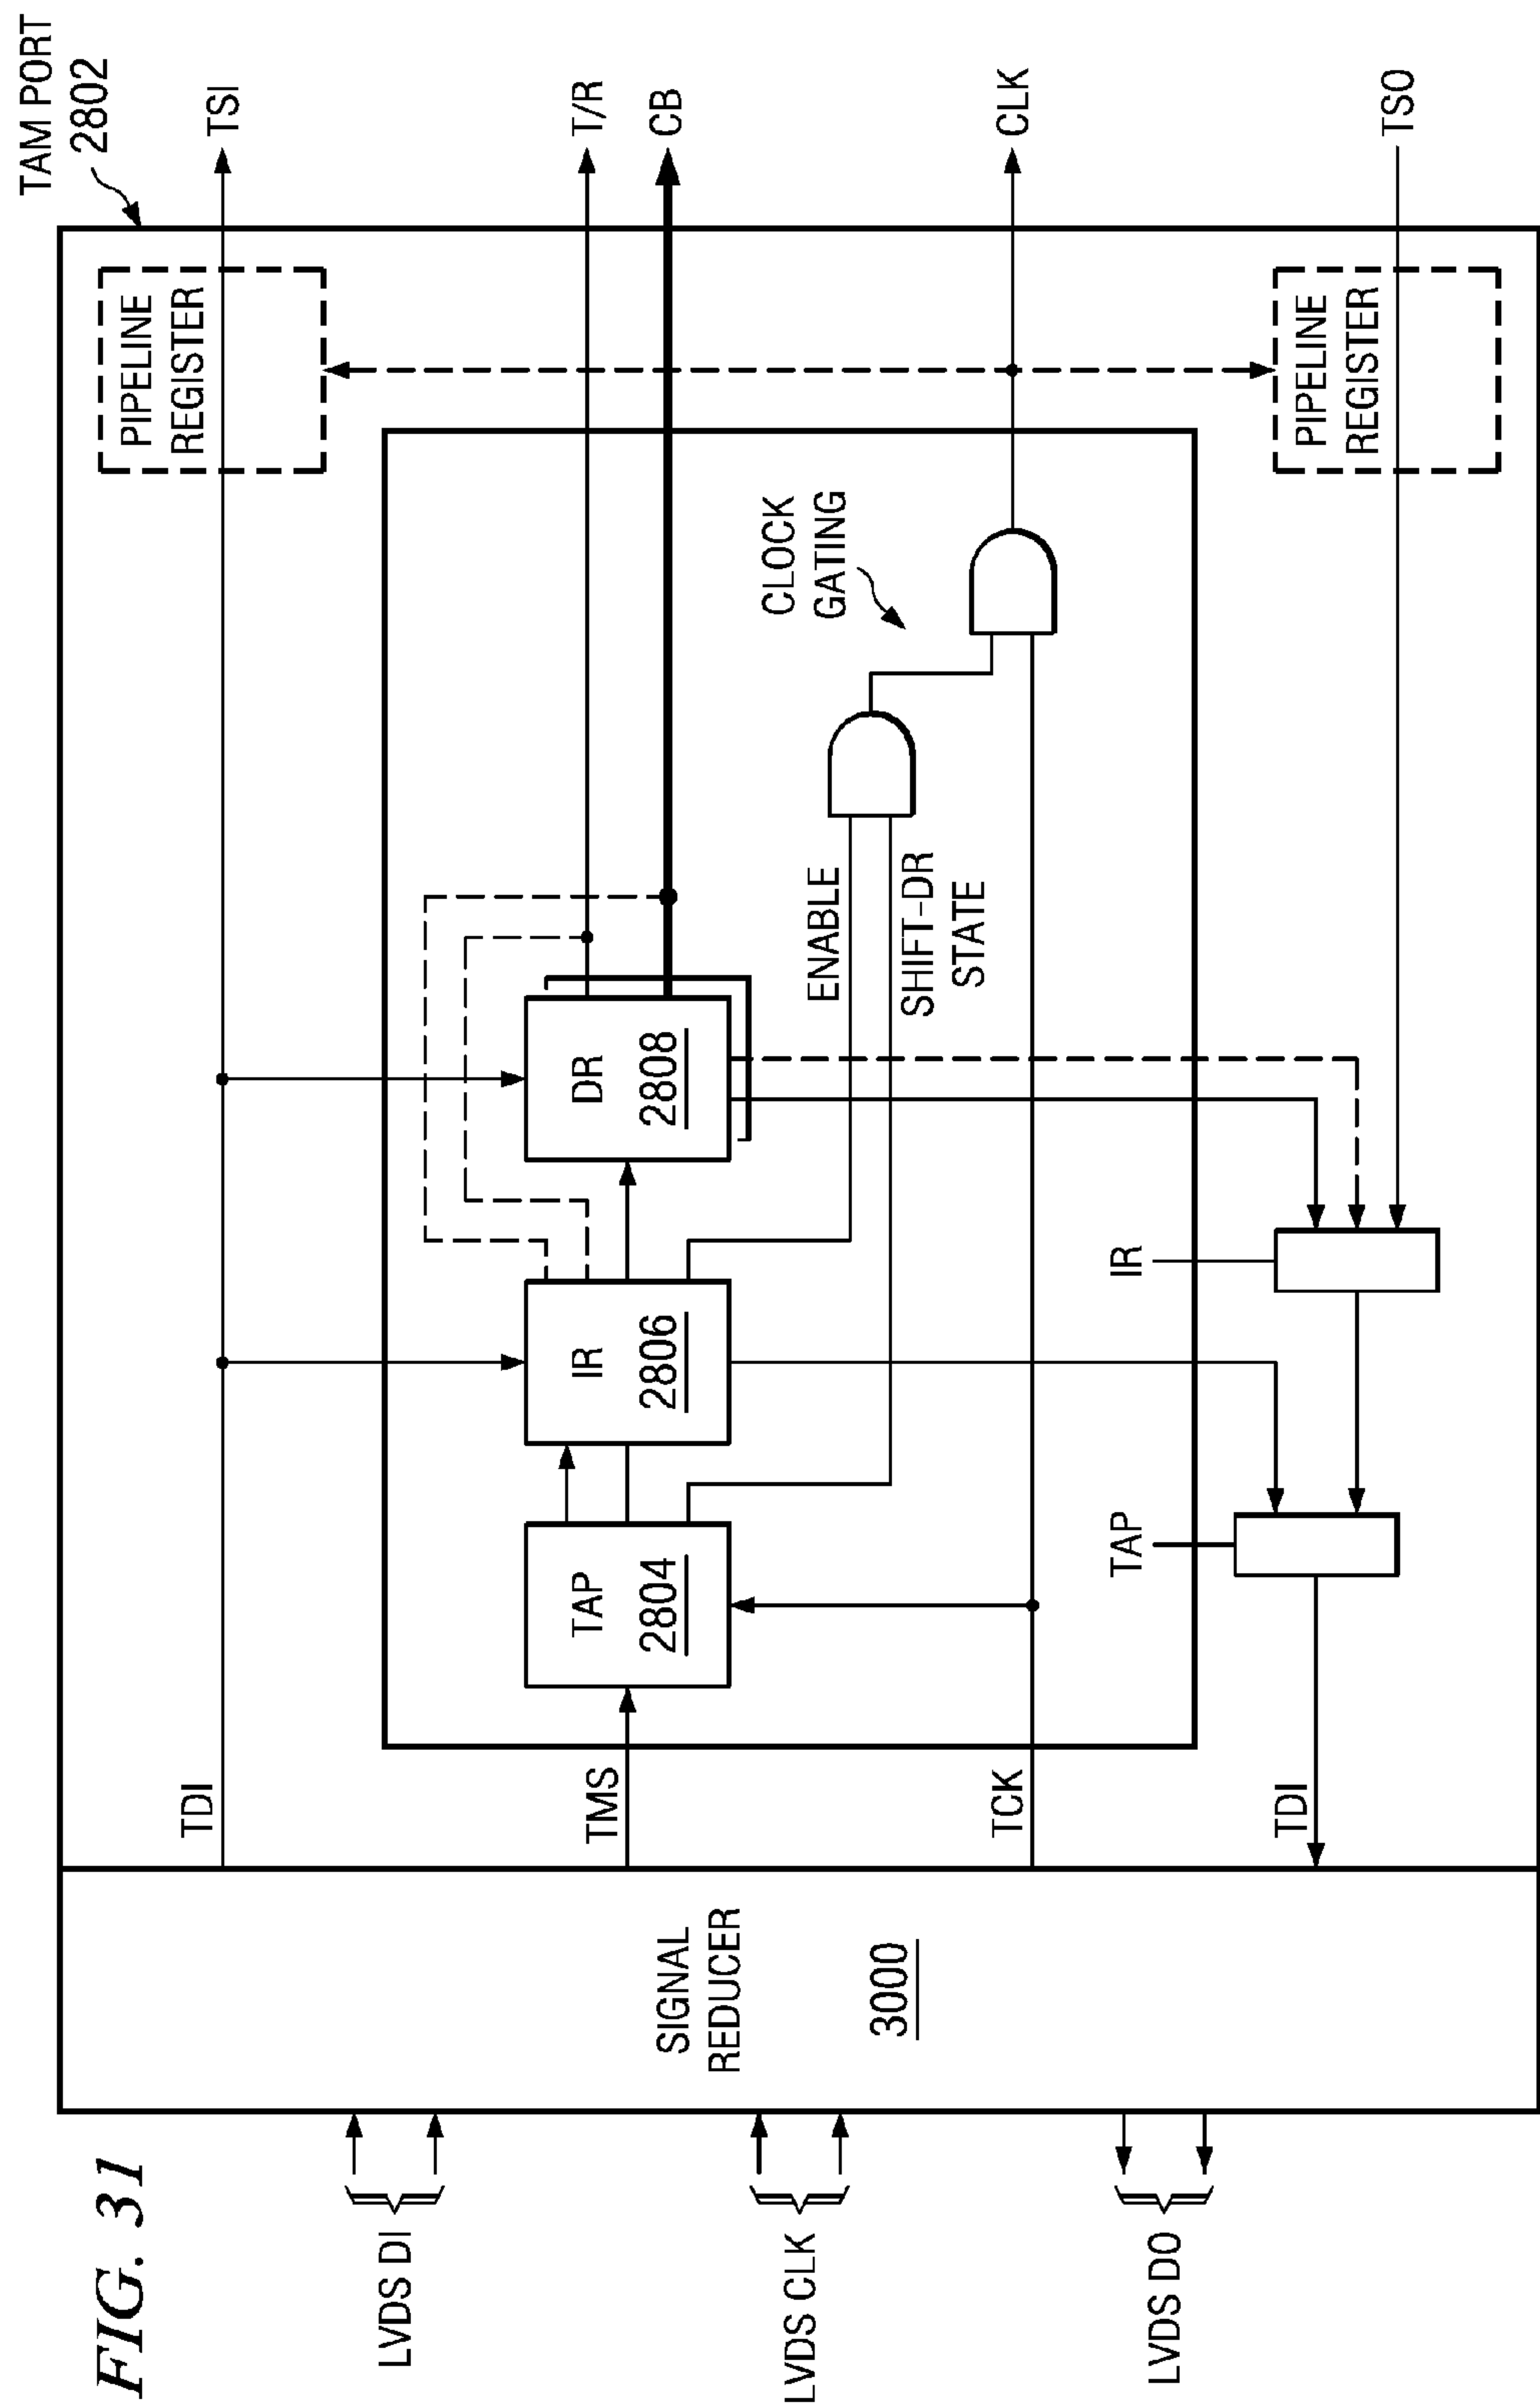 FIG. 31
TAM PORT
2802
LVDS DI
LVDS CLK
LVDS DO
SIGNAL
REDUCER
3000
TDI
TMS
TCK
TDI
TAP
2804
IR
2806
DR
2808
ENABLE
SHIFT-DR
STATE
CLOCK
GATING
TAP
IR
PIPELINE
REGISTER
PIPELINE
REGISTER
TSI
T/R
CB
CLK
TSO